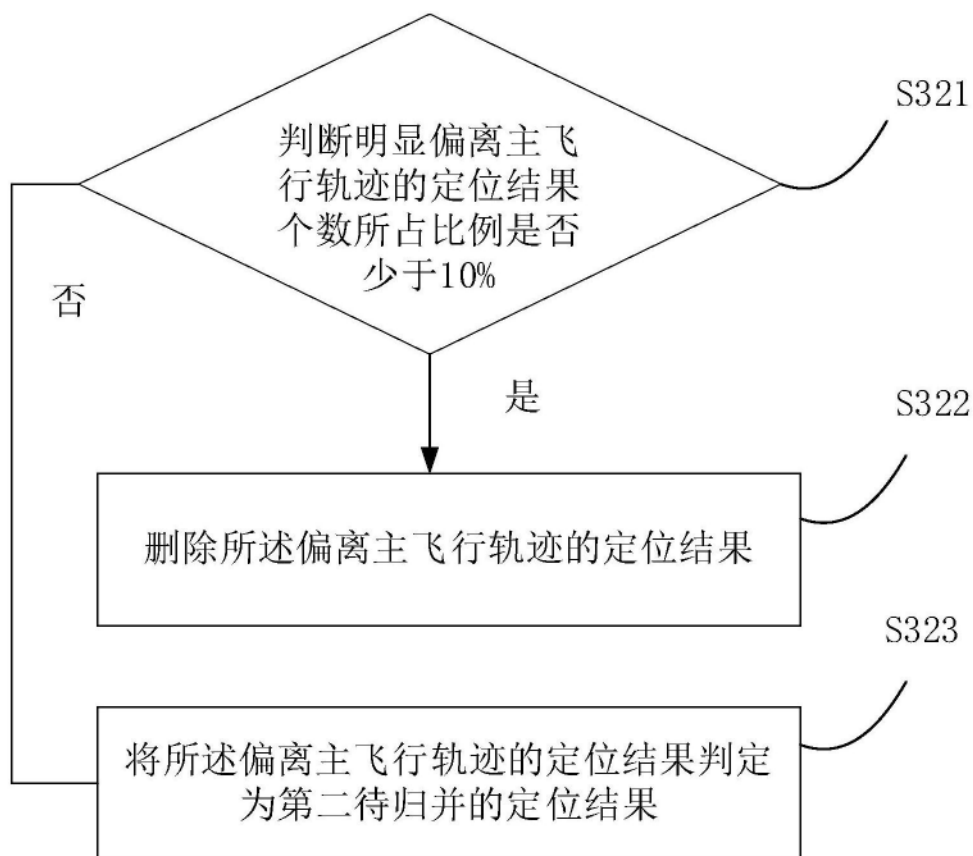 S321
判断明显偏离主飞
行轨迹的定位结果
个数所占比例是否
少于10%
否
是
S322
删除所述偏离主飞行轨迹的定位结果
S323
将所述偏离主飞行轨迹的定位结果判定
为第二待归并的定位结果